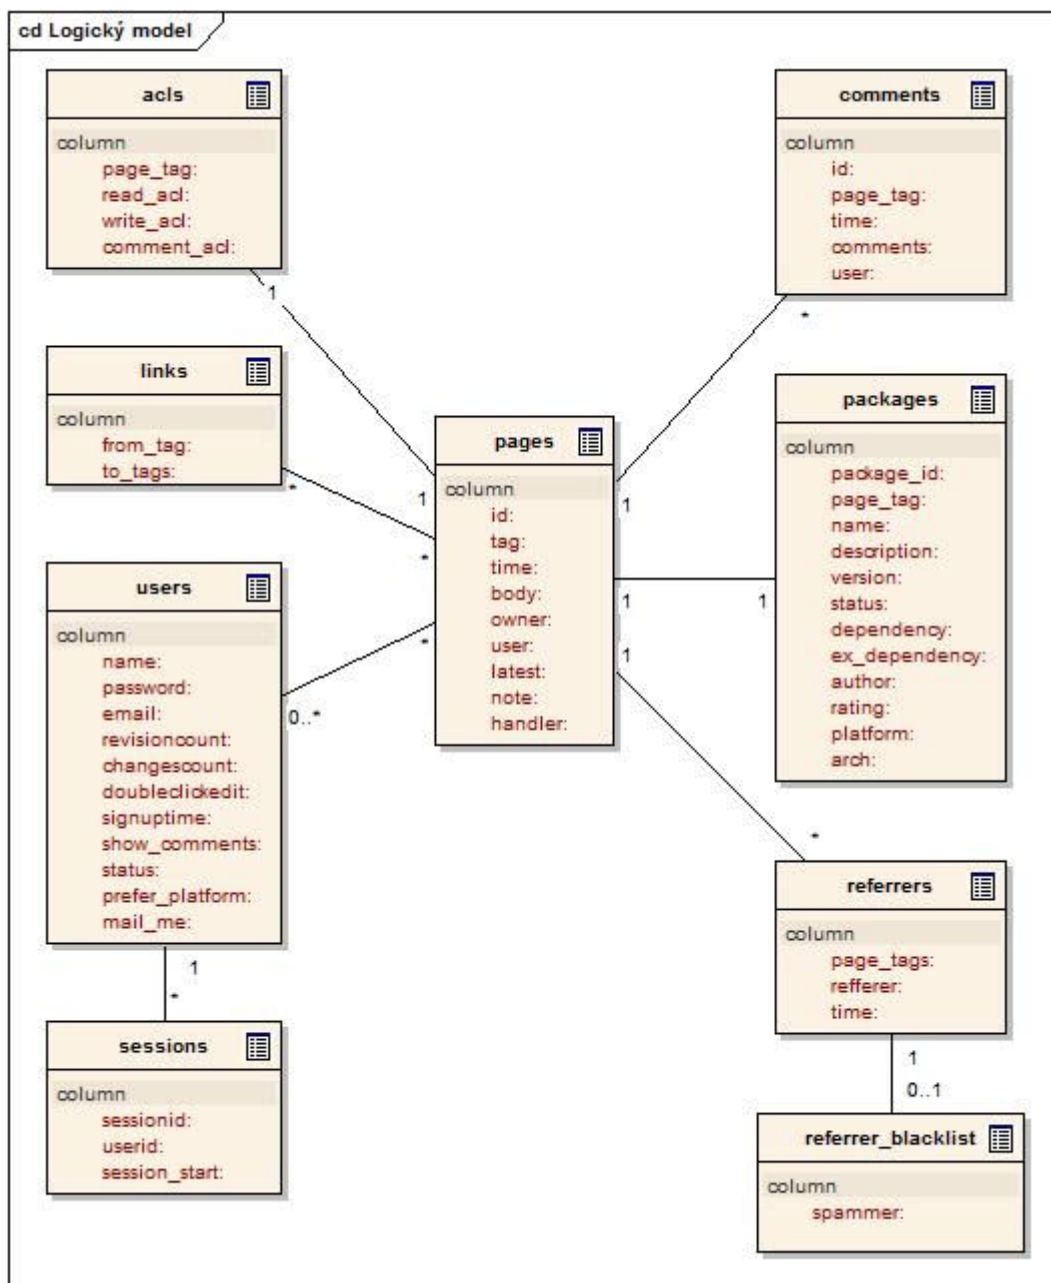 cd Logický model
acls
column
page_tag:
read_acl:
write_acl:
comment_acl:
1
comments
column
id:
page_tag:
time:
comments:
user:
*
links
column
from_tag:
to_tags:
*
packages
column
package_id:
page_tag:
name:
description:
version:
status:
dependency:
ex_dependency:
author:
rating:
platform:
arch:
1
pages
column
id:
tag:
time:
body:
owner:
user:
latest:
note:
handler:
1
*
*
1
1
1
users
column
name:
password:
email:
revisioncount:
changescount:
doubleclickedit:
signuptime:
show_comments:
status:
prefer_platform:
mail_me:
0..*
1
*
referrers
column
page_tags:
refferer:
time:
*
1
0..1
sessions
column
sessionid:
userid:
session_start:
referrer_blacklist
column
spammer: